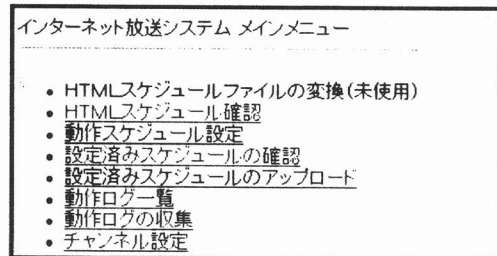 インターネット放送システム メインメニュー
• HTMLスケジュールファイルの変換(未使用)
• HTMLスケジュール確認
• 動作スケジュール設定
• 設定済みスケジュールの確認
• 設定済みスケジュールのアップロード
• 動作ログ一覧
• 動作ログの収集
• チャンネル設定